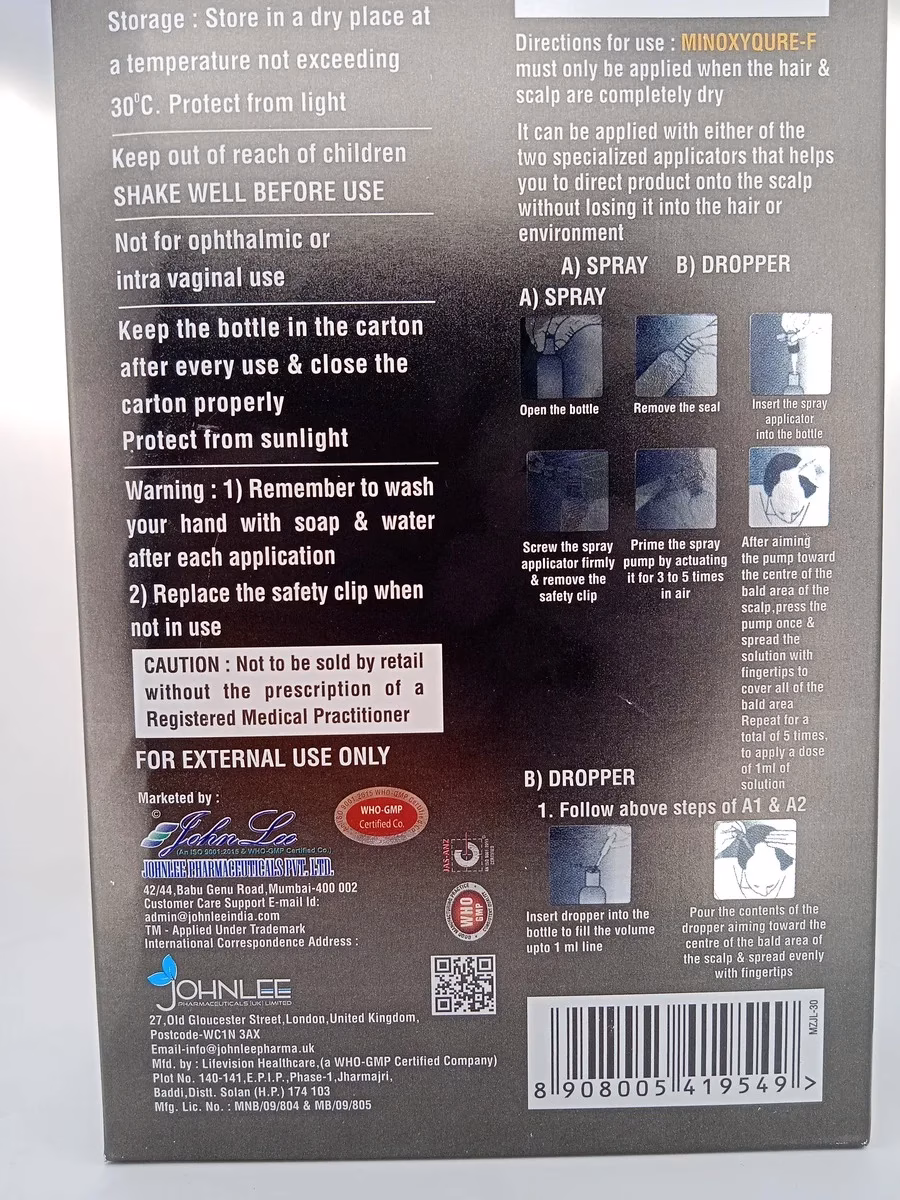 Storage : Store in a dry place at
a temperature not exceeding
30⁰C. Protect from light
Keep out of reach of children
SHAKE WELL BEFORE USE
Not for ophthalmic or
intra vaginal use
Keep the bottle in the carton
after every use & close the
carton properly
Protect from sunlight
Warning : 1) Remember to wash
your hand with soap & water
after each application
2) Replace the safety clip when
not in use
CAUTION : Not to be sold by retail
without the prescription of a
Registered Medical Practitioner
FOR EXTERNAL USE ONLY
Marketed by :
©
John Lee
(An ISO 9001:2015 & WHO-GMP Certified Co.)
JOHNLEE PHARMACEUTICALS PVT. LTD.
42/44,Babu Genu Road,Mumbai-400 002
Customer Care Support E-mail Id:
admin@johnleeindia.com
TM - Applied Under Trademark
International Correspondence Address :
WHO-GMP
Certified Co.
JAS-ANZ
WHO
GMP
JOHNLEE
PHARMACEUTICALS [UK] LIMITED
27,Old Gloucester Street,London,United Kingdom,
Postcode-WC1N 3AX
Email-info@johnleepharma.uk
Mfd. by : Lifevision Healthcare,(a WHO-GMP Certified Company)
Plot No. 140-141,E.P.I.P.,Phase-1,Jharmajri,
Baddi,Distt. Solan (H.P.) 174 103
Mfg. Lic. No. : MNB/09/804 & MB/09/805
Directions for use : MINOXYQURE-F
must only be applied when the hair &
scalp are completely dry
It can be applied with either of the
two specialized applicators that helps
you to direct product onto the scalp
without losing it into the hair or
environment
A) SPRAY B) DROPPER
A) SPRAY
Open the bottle
Remove the seal
Insert the spray
applicator
into the bottle
Screw the spray
applicator firmly
& remove the
safety clip
Prime the spray
pump by actuating
it for 3 to 5 times
in air
After aiming
the pump toward
the centre of the
bald area of the
scalp,press the
pump once &
spread the
solution with
fingertips to
cover all of the
bald area
Repeat for a
total of 5 times,
to apply a dose
of 1ml of
solution
B) DROPPER
1. Follow above steps of A1 & A2
Insert dropper into the
bottle to fill the volume
upto 1 ml line
Pour the contents of the
dropper aiming toward the
centre of the bald area of
the scalp & spread evenly
with fingertips
MZJL-30
8 908005 419549 >